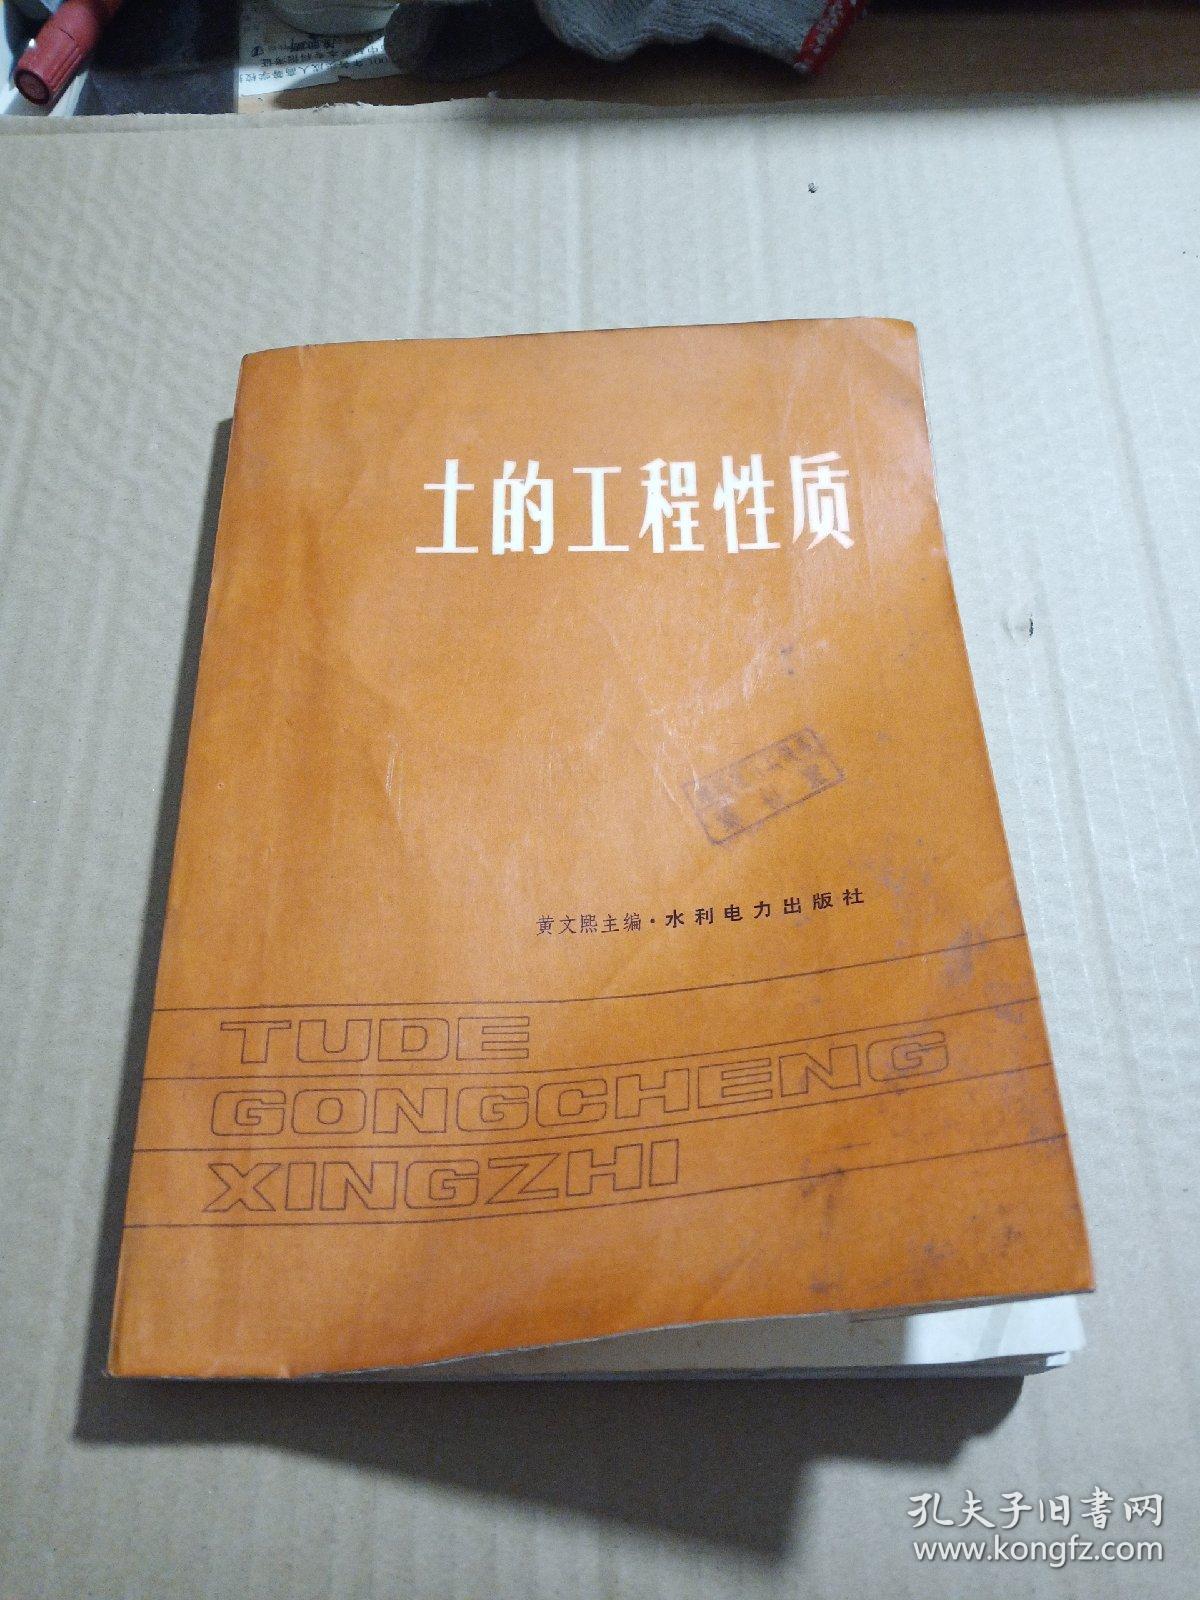 土的工程性质
黄文熙主编·水利电力出版社
TUDE
GONGCHENG
XINGZHI
孔夫子旧书网
www.kongfz.com